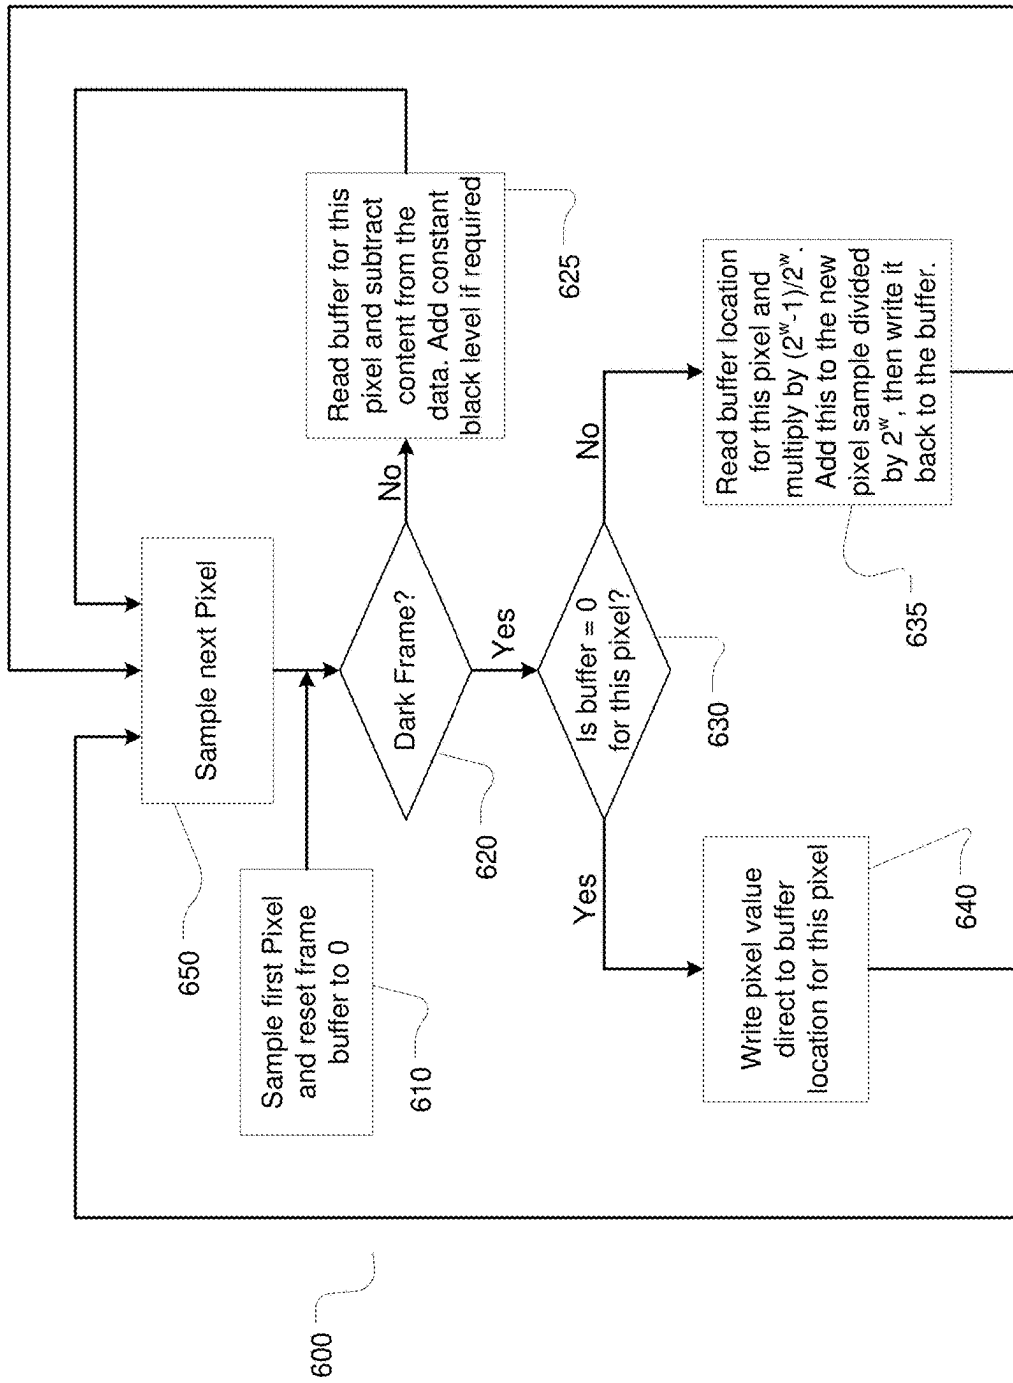 600
650
Sample next Pixel
Sample first Pixel
and reset frame
buffer to 0
610
Dark Frame?
620
No
Read buffer for this
pixel and subtract
content from the
data. Add constant
black level if required
625
Yes
Is buffer = 0
for this pixel?
630
Yes
Write pixel value
direct to buffer
location for this pixel
640
No
Read buffer location
for this pixel and
multiply by (2ʷ-1)/2ʷ.
Add this to the new
pixel sample divided
by 2ʷ, then write it
back to the buffer.
635